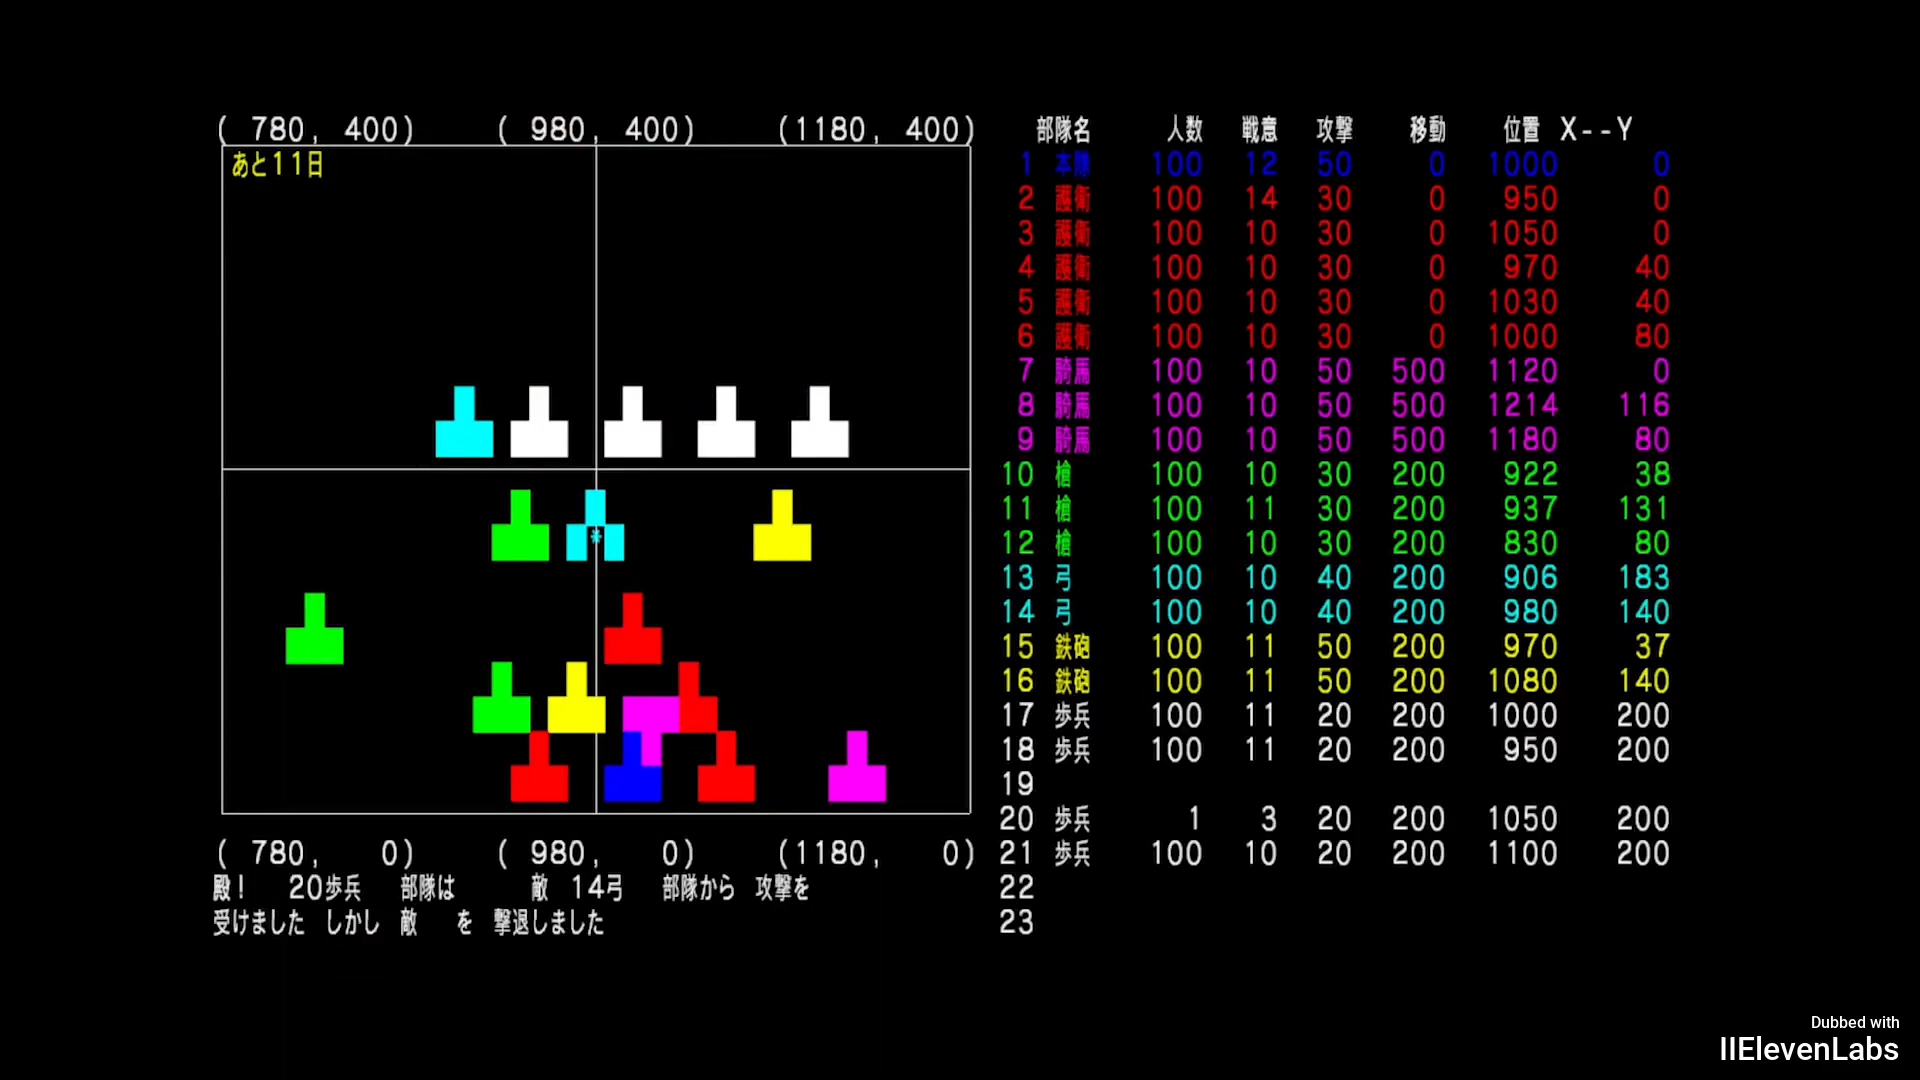 ( 780, 400) ( 980, 400) (1180, 400)
あと11日
部隊名 人数 戦意 攻撃 移動 位置 X--Y
1 本隊 100 12 50 0 1000 0
2 護衛 100 14 30 0 950 0
3 護衛 100 10 30 0 1050 0
4 護衛 100 10 30 0 970 40
5 護衛 100 10 30 0 1030 40
6 護衛 100 10 30 0 1000 80
7 騎馬 100 10 50 500 1120 0
8 騎馬 100 10 50 500 1214 116
9 騎馬 100 10 50 500 1180 80
10 槍 100 10 30 200 922 38
11 槍 100 11 30 200 937 131
12 槍 100 10 30 200 830 80
13 弓 100 10 40 200 906 183
14 弓 100 10 40 200 980 140
15 鉄砲 100 11 50 200 970 37
16 鉄砲 100 11 50 200 1080 140
17 歩兵 100 11 20 200 1000 200
18 歩兵 100 11 20 200 950 200
19
20 歩兵 1 3 20 200 1050 200
21 歩兵 100 10 20 200 1100 200
22
23
*
( 780, 0) ( 980, 0) (1180, 0)
殿! 20歩兵 部隊は 敵 14弓 部隊から 攻撃を
受けました しかし 敵 を 撃退しました
Dubbed with
IIElevenLabs